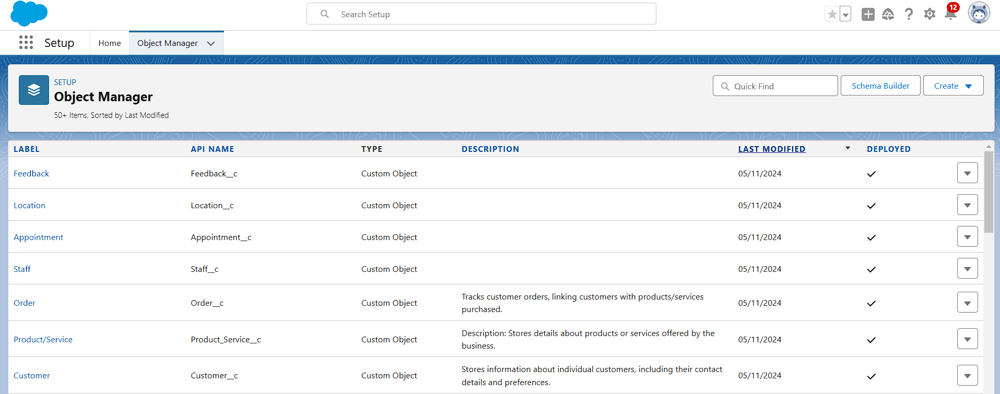 Search Setup
12
Setup
Home
Object Manager
SETUP
Object Manager
50+ Items, Sorted by Last Modified
Quick Find
Schema Builder
Create
LABEL API NAME TYPE DESCRIPTION LAST MODIFIED DEPLOYED
Feedback Feedback__c Custom Object 05/11/2024
Location Location__c Custom Object 05/11/2024
Appointment Appointment__c Custom Object 05/11/2024
Staff Staff__c Custom Object 05/11/2024
Order Order__c Custom Object Tracks customer orders, linking customers with products/services 05/11/2024
purchased.
Product/Service Product_Service__c Custom Object Description: Stores details about products or services offered by the 05/11/2024
business.
Customer Customer__c Custom Object Stores information about individual customers, including their contact 05/11/2024
details and preferences.